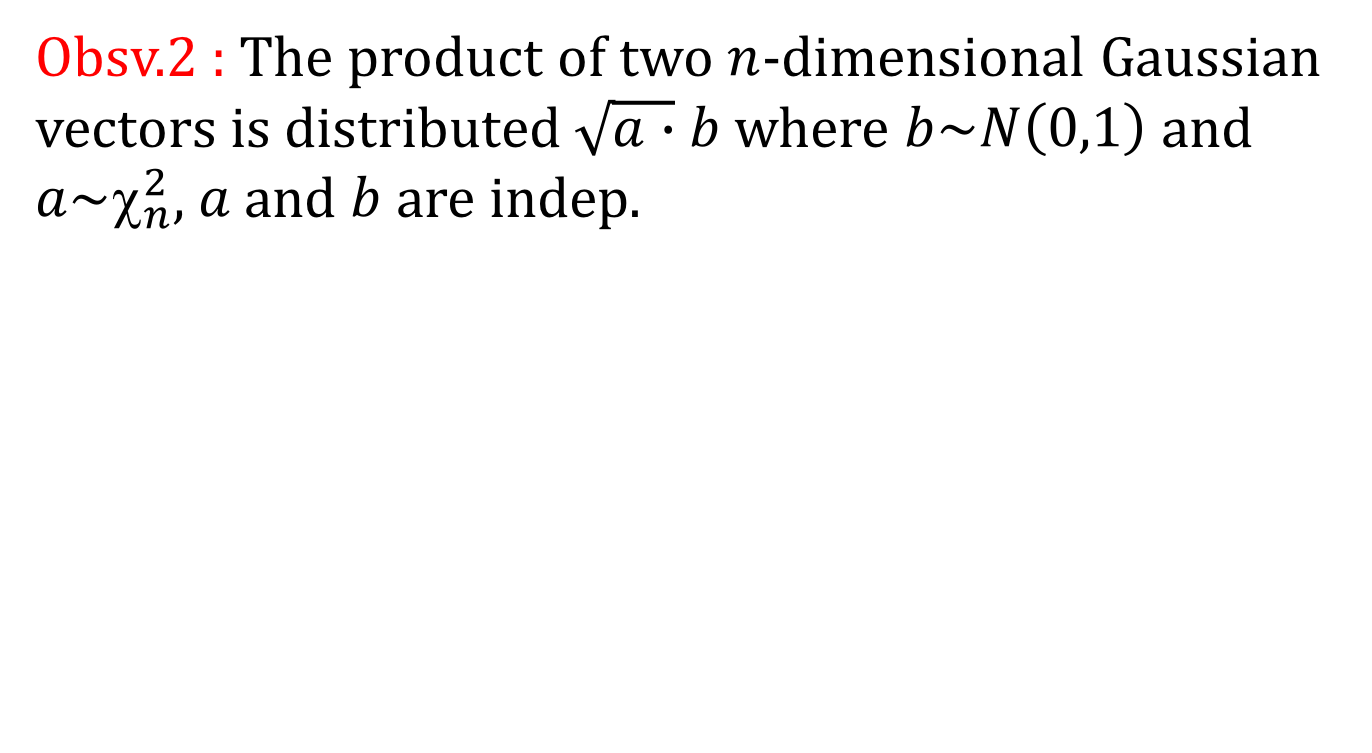 Obsv.2 : The product of two n-dimensional Gaussian
vectors is distributed √a · b where b~N(0,1) and
a~χ²ₙ, a and b are indep.